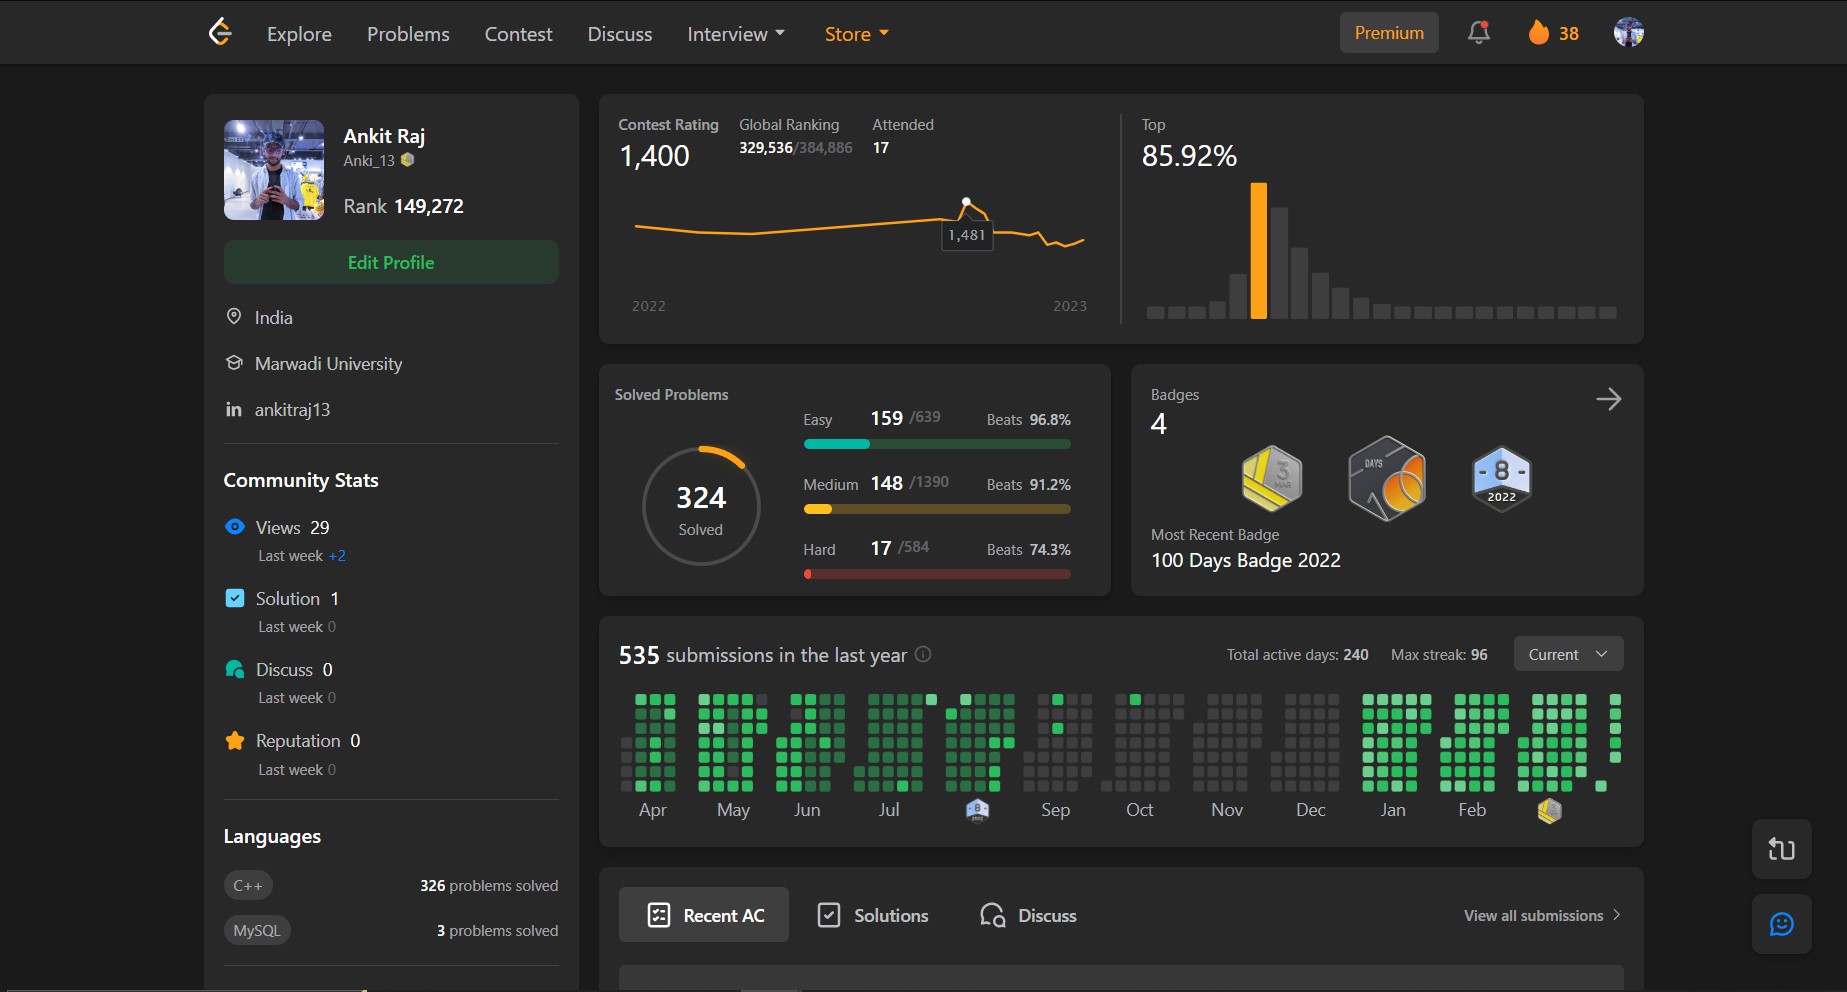 Explore Problems Contest Discuss Interview Store Premium 38
Ankit Raj
Anki_13
Rank 149,272
Edit Profile
India
Marwadi University
ankitraj13
Community Stats
Views 29
Last week +2
Solution 1
Last week 0
Discuss 0
Last week 0
Reputation 0
Last week 0
Languages
C++ 326 problems solved
MySQL 3 problems solved
Contest Rating Global Ranking Attended
1,400 329,536/384,886 17
1,481
2022 2023
Top
85.92%
Solved Problems
324
Solved
Easy 159 /639 Beats 96.8%
Medium 148 /1390 Beats 91.2%
Hard 17 /584 Beats 74.3%
Badges
4
3
MAR
DAYS
8
2022
Most Recent Badge
100 Days Badge 2022
535 submissions in the last year Total active days: 240 Max streak: 96 Current
Apr May Jun Jul 8 Sep Oct Nov Dec Jan Feb
Recent AC Solutions Discuss View all submissions